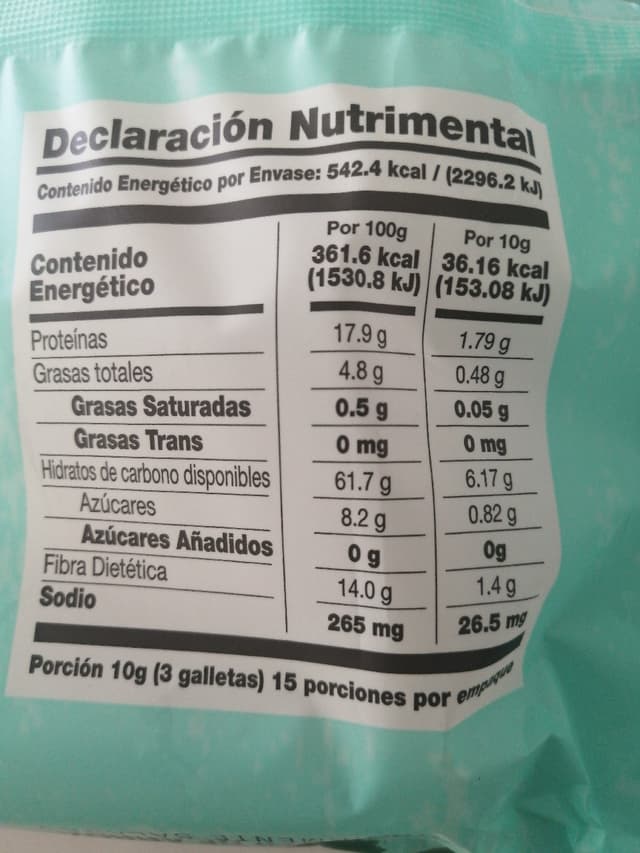 Declaración Nutrimental
Contenido Energético por Envase: 542.4 kcal / (2296.2 kJ)
Por 100g Por 10g
Contenido Energético 361.6 kcal (1530.8 kJ) 36.16 kcal (153.08 kJ)
Proteínas 17.9 g 1.79 g
Grasas totales 4.8 g 0.48 g
Grasas Saturadas 0.5 g 0.05 g
Grasas Trans 0 mg 0 mg
Hidratos de carbono disponibles 61.7 g 6.17 g
Azúcares 8.2 g 0.82 g
Azúcares Añadidos 0 g 0g
Fibra Dietética 14.0 g 1.4 g
Sodio 265 mg 26.5 mg
Porción 10g (3 galletas) 15 porciones por empaque